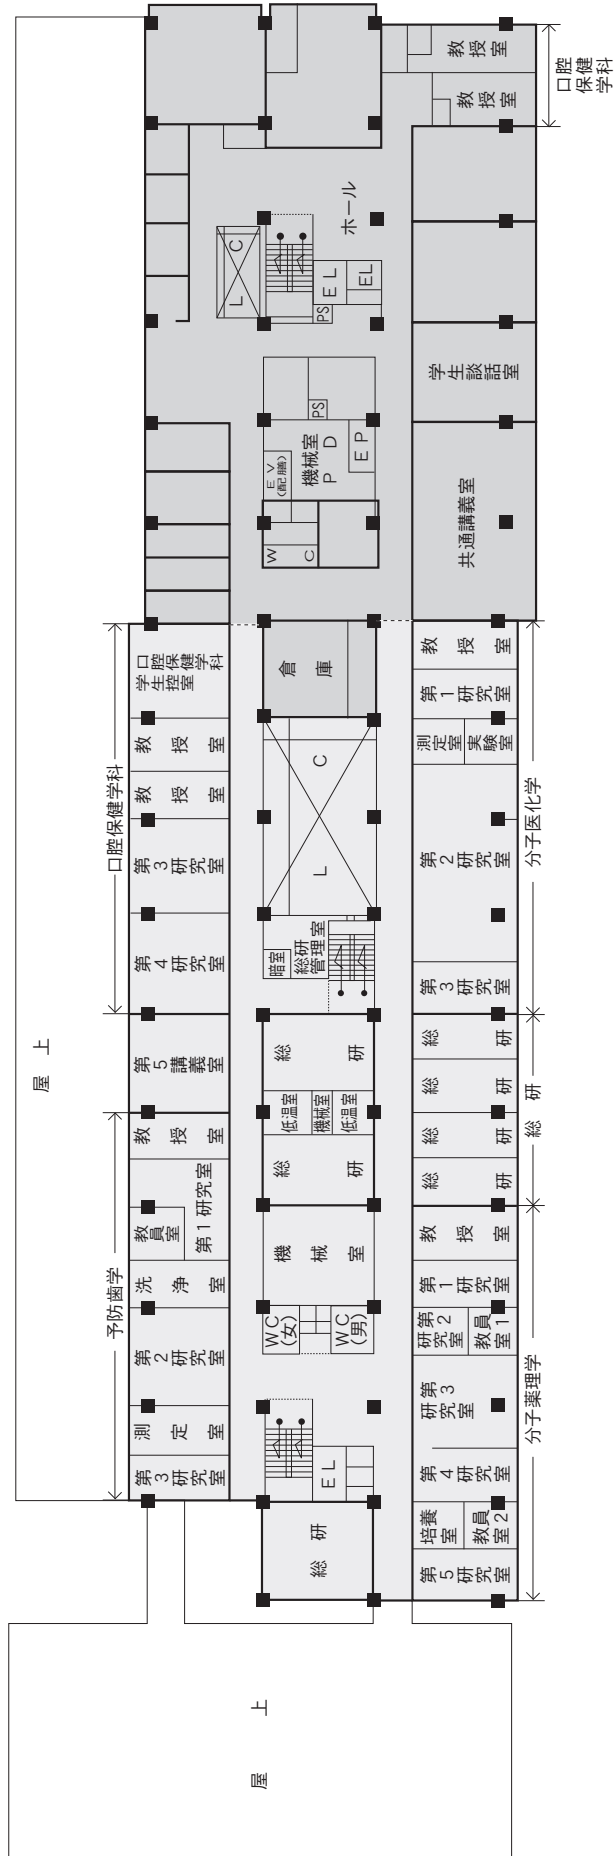 教授室
教授室
口腔保健学科
ホール
LC
EL
EL
PS
学生談話室
PS
機械室
PD
EP
EV
(配膳)
WC
共通講義室
倉庫
口腔保健学科
学生控室
教授室
教授室
第3研究室
第4研究室
口腔保健学科
LC
暗室
総研
管理室
教授室
第1研究室
測定室
実験室
第2研究室
第3研究室
分子医化学
屋上
第5講義室
総研
低温室
機械室
低温室
総研
総研
総研
総研
総研
総研
教授室
第1研究室
教員室
洗浄室
第2研究室
測定室
第3研究室
予防歯学
機械室
WC
(女)
WC
(男)
EL
総研
教授室
第1研究室
第2
研究室
教員
室1
第3
研究室
第4研究室
培養室
教員
室2
第5研究室
分子薬理学
屋上